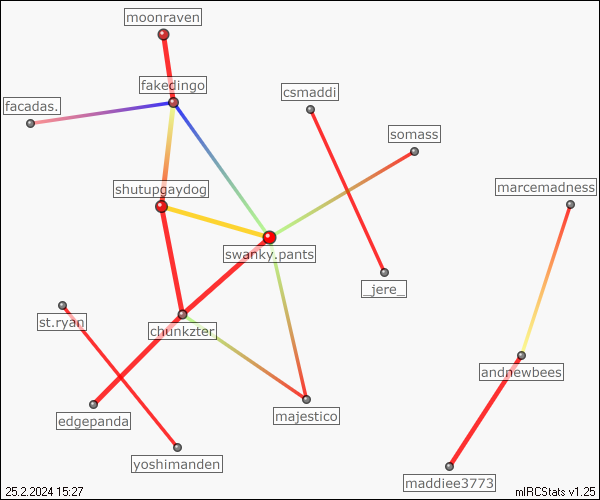 moonraven
fakedingo
csmaddi
facadas.
somass
shutupgaydog
marcemadness
swanky.pants
_jere_
st.ryan
chunkzter
andnewbees
edgepanda
majestico
yoshimanden
maddiee3773
25.2.2024 15:27
mIRCStats v1.25